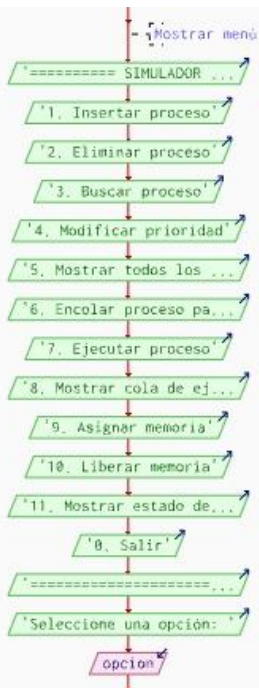 Mostrar menú
'========== SIMULADOR ...
'1. Insertar proceso'
'2. Eliminar proceso'
'3. Buscar proceso'
'4. Modificar prioridad'
'5. Mostrar todos los ...
'6. Encolar proceso pa...
'7. Ejecutar proceso'
'8. Mostrar cola de ej...
'9. Asignar memoria'
'10. Liberar memoria'
'11. Mostrar estado de...
'0. Salir'
'=====================...
'Seleccione una opción: '
opcion